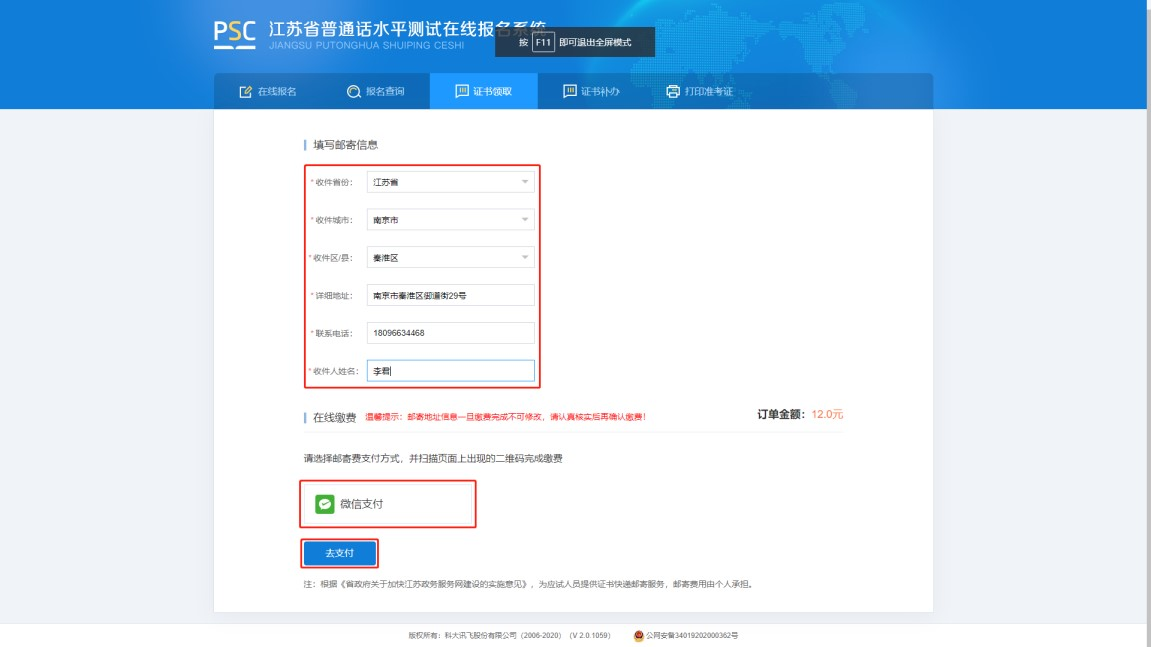 PSC 江苏省普通话水平测试在线报名系统
JIANGSU PUTONGHUA SHUIPING CESHI
按 F11 即可退出全屏模式
在线报名 报名查询 证书领取 证书补办 打印准考证
填写邮寄信息
*收件省份: 江苏省
*收件城市: 南京市
*收件区/县: 秦淮区
*详细地址: 南京市秦淮区御道街29号
*联系电话: 18096634468
*收件人姓名: 李君
在线缴费 温馨提示：邮寄地址信息一旦缴费完成不可修改，请认真核实后再确认缴费！ 订单金额：12.0元
请选择邮寄费支付方式，并扫描页面上出现的二维码完成缴费
微信支付
去支付
注：根据《省政府关于加快江苏政务服务网建设的实施意见》，为应试人员提供证书快递邮寄服务，邮寄费用由个人承担。
版权所有：科大讯飞股份有限公司（2006-2020）（V 2.0.1059） 公网安备34019202000362号